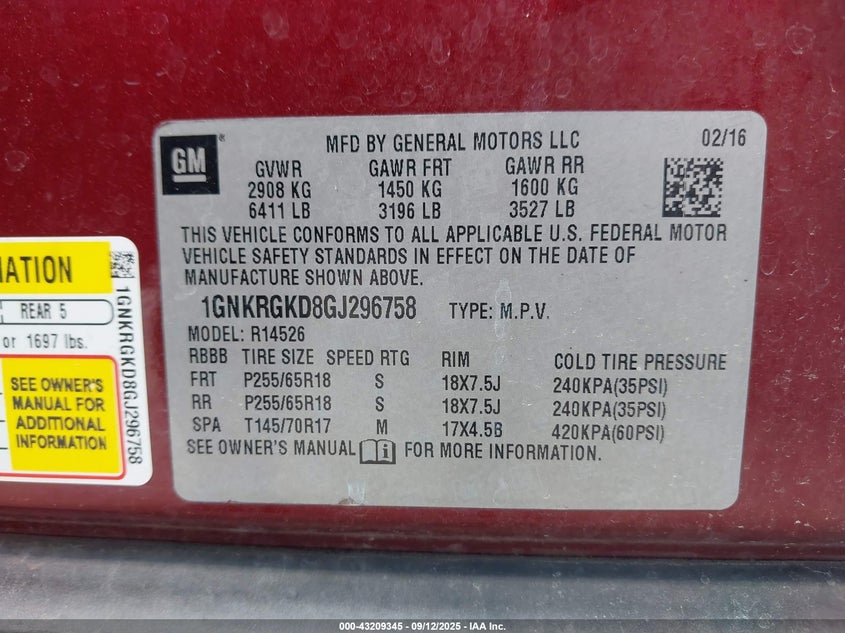 GM
MFD BY GENERAL MOTORS LLC 02/16
GVWR GAWR FRT GAWR RR
2908 KG 1450 KG 1600 KG
6411 LB 3196 LB 3527 LB
THIS VEHICLE CONFORMS TO ALL APPLICABLE U.S. FEDERAL MOTOR
VEHICLE SAFETY STANDARDS IN EFFECT ON THE DATE OF
MANUFACTURE SHOWN ABOVE.
1GNKRGKD8GJ296758 TYPE: M.P.V.
MODEL: R14526
RBBB TIRE SIZE SPEED RTG RIM COLD TIRE PRESSURE
FRT P255/65R18 S 18X7.5J 240KPA(35PSI)
RR P255/65R18 S 18X7.5J 240KPA(35PSI)
SPA T145/70R17 M 17X4.5B 420KPA(60PSI)
SEE OWNER'S MANUAL FOR MORE INFORMATION.
REAR 5
or 1697 lbs.
SEE OWNER'S
MANUAL FOR
ADDITIONAL
INFORMATION
1GNKRGKD8GJ296758
000-43209345 - 09/12/2025 - IAA Inc.